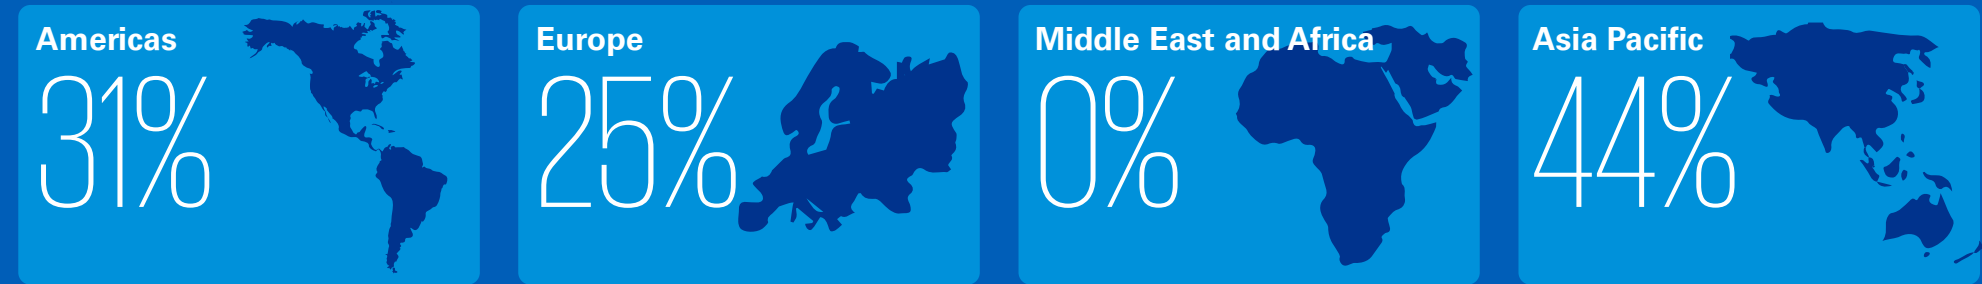 Americas
31%
Europe
25%
Middle East and Africa
0%
Asia Pacific
44%